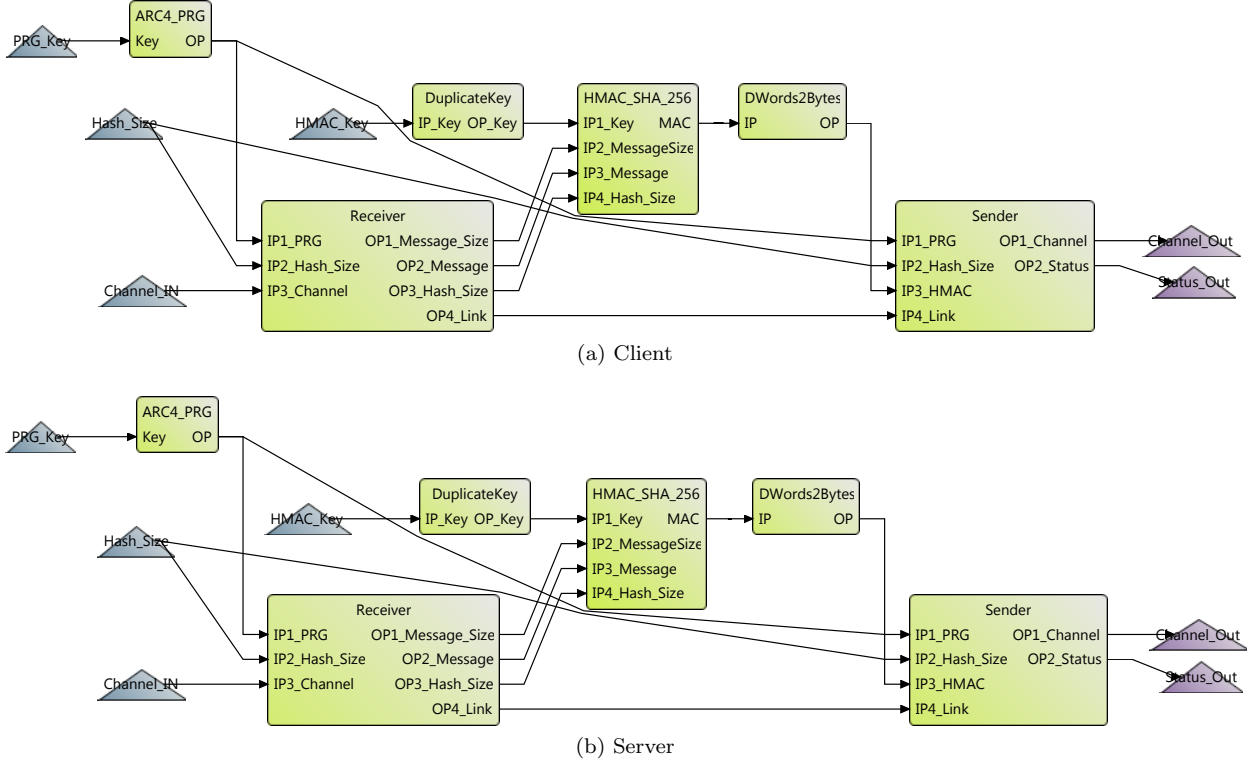 ARC4_PRG
PRG_Key
Key OP
DuplicateKey
HMAC_SHA_256
DWords2Bytes
Hash_Size
HMAC_Key
IP_Key OP_Key
IP1_Key MAC
IP OP
IP2_MessageSize
IP3_Message
IP4_Hash_Size
Receiver
Sender
IP1_PRG OP1_Message_Size
IP1_PRG OP1_Channel
Channel_Out
IP2_Hash_Size OP2_Message
IP2_Hash_Size OP2_Status
Status_Out
Channel_IN
IP3_Channel OP3_Hash_Size
IP3_HMAC
OP4_Link
IP4_Link
(a) Client
ARC4_PRG
PRG_Key
Key OP
DuplicateKey
HMAC_SHA_256
DWords2Bytes
HMAC_Key
IP_Key OP_Key
IP1_Key MAC
IP OP
Hash_Size
IP2_MessageSize
IP3_Message
IP4_Hash_Size
Receiver
Sender
IP1_PRG OP1_Message_Size
IP1_PRG OP1_Channel
Channel_Out
IP2_Hash_Size OP2_Message
IP2_Hash_Size OP2_Status
Status_Out
Channel_IN
IP3_Channel OP3_Hash_Size
IP3_HMAC
OP4_Link
IP4_Link
(b) Server